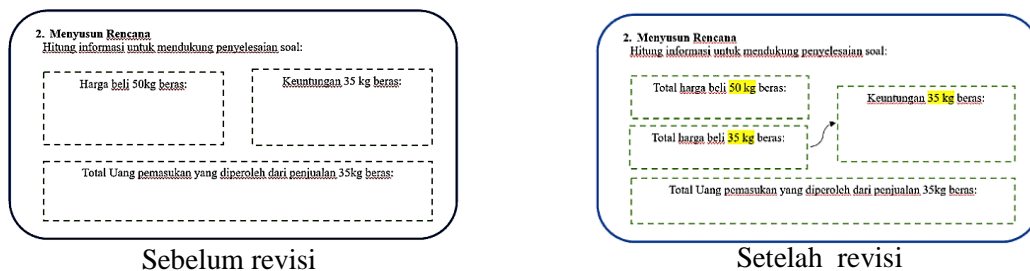 2. Menyusun Rencana
Hitung informasi untuk mendukung penyelesaian soal:
Harga beli 50kg beras:
Keuntungan 35 kg beras:
Total Uang pemasukan yang diperoleh dari penjualan 35kg beras:
Sebelum revisi
2. Menyusun Rencana
Hitung informasi untuk mendukung penyelesaian soal:
Total harga beli 50 kg beras:
Keuntungan 35 kg beras:
Total harga beli 35 kg beras:
Total Uang pemasukan yang diperoleh dari penjualan 35kg beras:
Setelah revisi